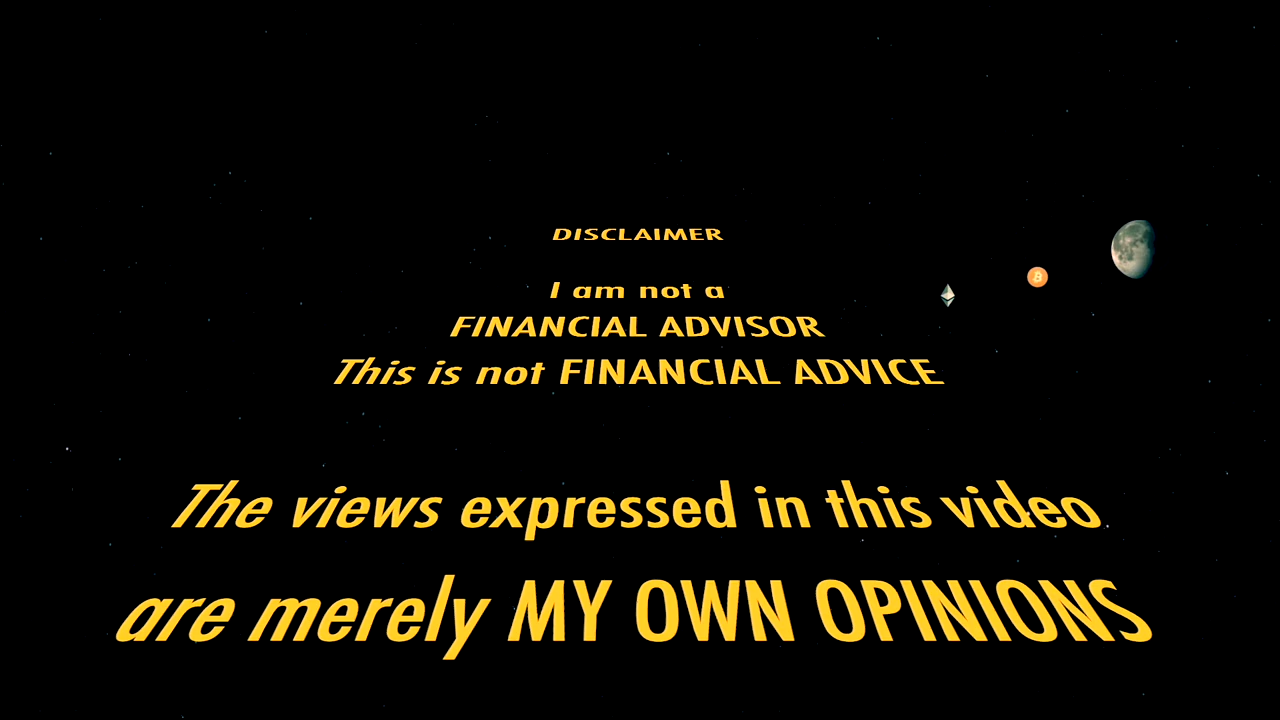 DISCLAIMER
I am not a
FINANCIAL ADVISOR
This is not FINANCIAL ADVICE
The views expressed in this video
are merely MY OWN OPINIONS